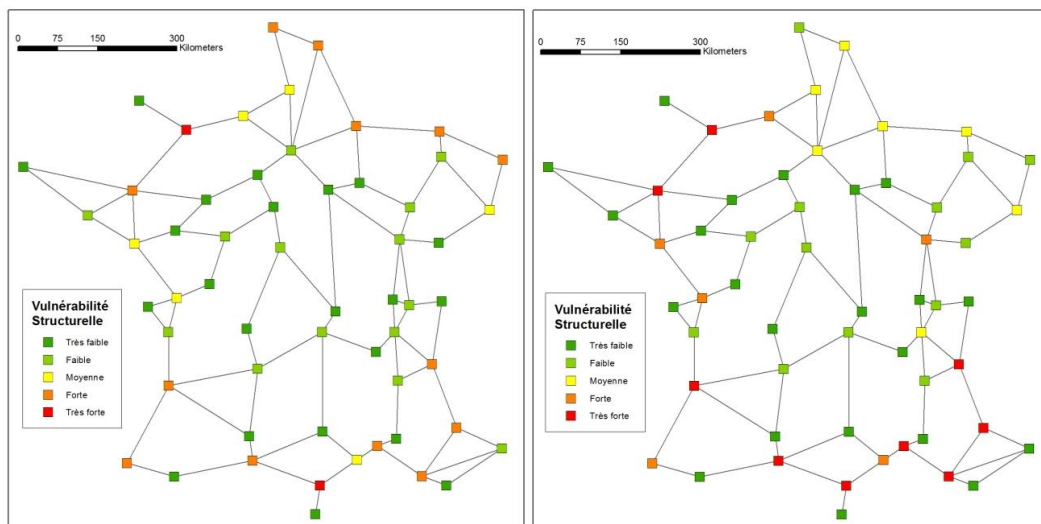 0 75 150 300
Kilometers
Vulnérabilité
Structurelle
Très faible
Faible
Moyenne
Forte
Très forte
0 75 150 300
Kilometers
Vulnérabilité
Structurelle
Très faible
Faible
Moyenne
Forte
Très forte